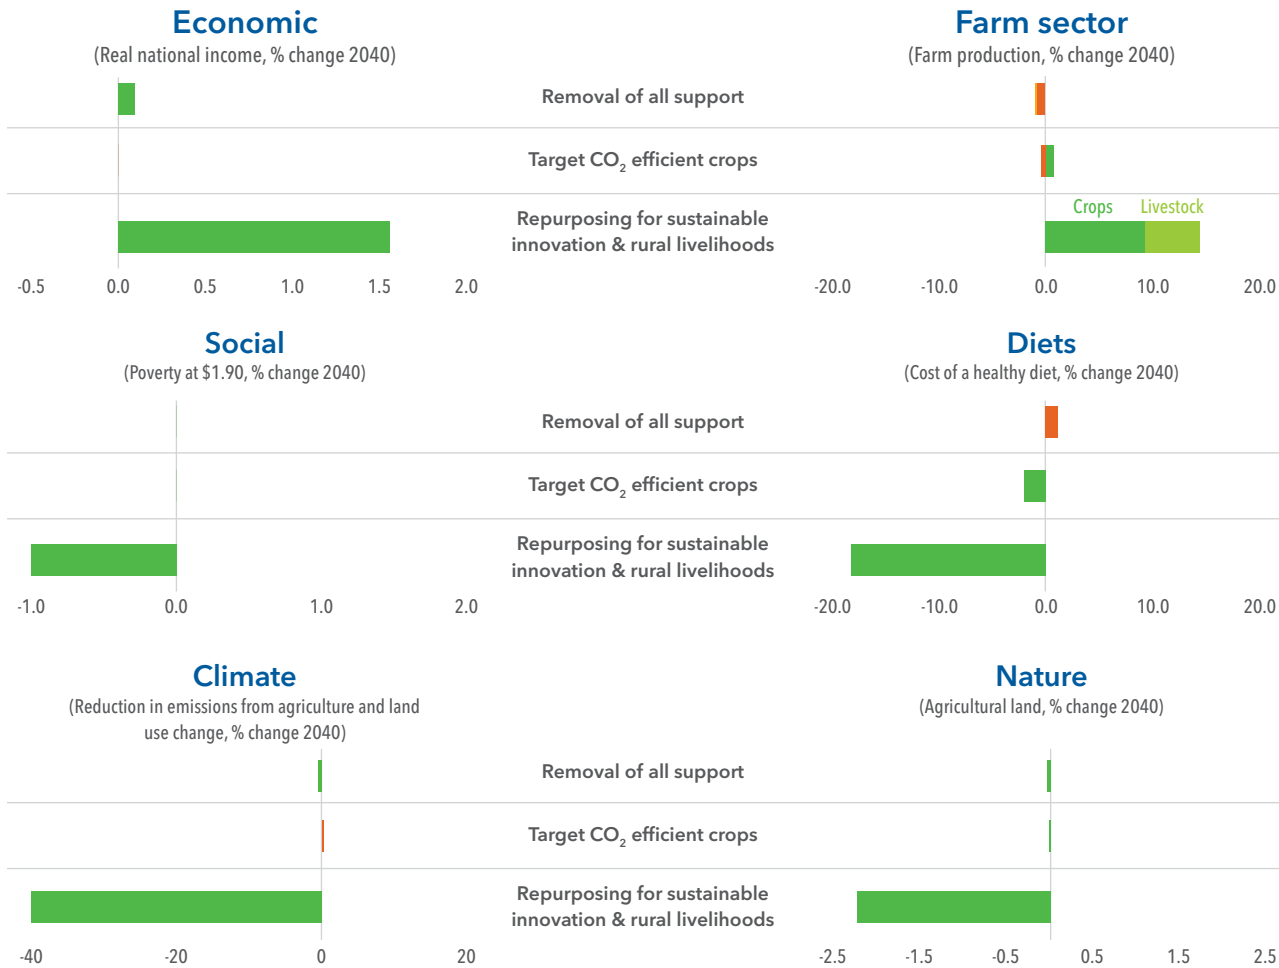 Economic
(Real national income, % change 2040)
Farm sector
(Farm production, % change 2040)
Removal of all support
Target CO₂ efficient crops
Repurposing for sustainable
innovation & rural livelihoods
Crops Livestock
-0.5 0.0 0.5 1.0 1.5 2.0
-20.0 -10.0 0.0 10.0 20.0
Social
(Poverty at $1.90, % change 2040)
Diets
(Cost of a healthy diet, % change 2040)
Removal of all support
Target CO₂ efficient crops
Repurposing for sustainable
innovation & rural livelihoods
-1.0 0.0 1.0 2.0
-20.0 -10.0 0.0 10.0 20.0
Climate
(Reduction in emissions from agriculture and land
use change, % change 2040)
Nature
(Agricultural land, % change 2040)
Removal of all support
Target CO₂ efficient crops
Repurposing for sustainable
innovation & rural livelihoods
-40 -20 0 20
-2.5 -1.5 -0.5 0.5 1.5 2.5